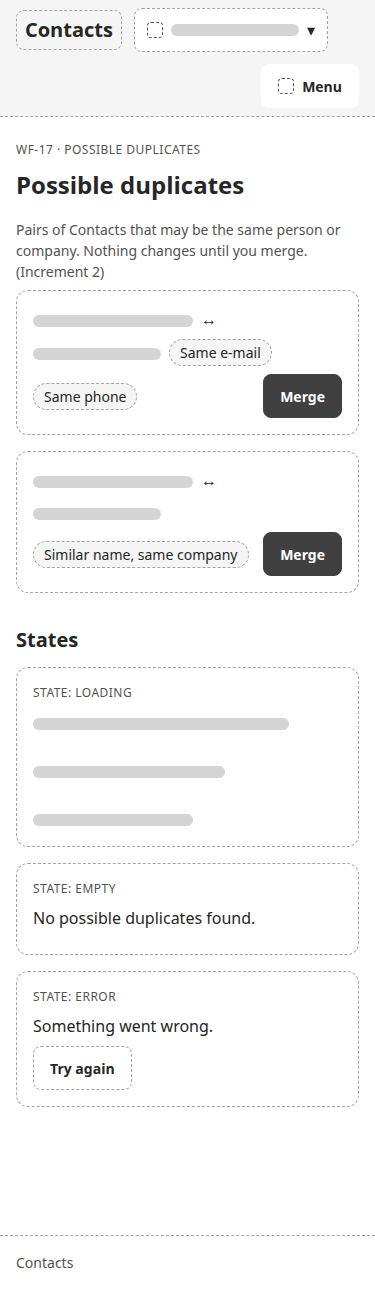 Contacts
▾
Menu
WF-17 · POSSIBLE DUPLICATES
Possible duplicates
Pairs of Contacts that may be the same person or
company. Nothing changes until you merge.
(Increment 2)
↔
Same e-mail
Same phone
Merge
↔
Similar name, same company
Merge
States
STATE: LOADING
STATE: EMPTY
No possible duplicates found.
STATE: ERROR
Something went wrong.
Try again
Contacts